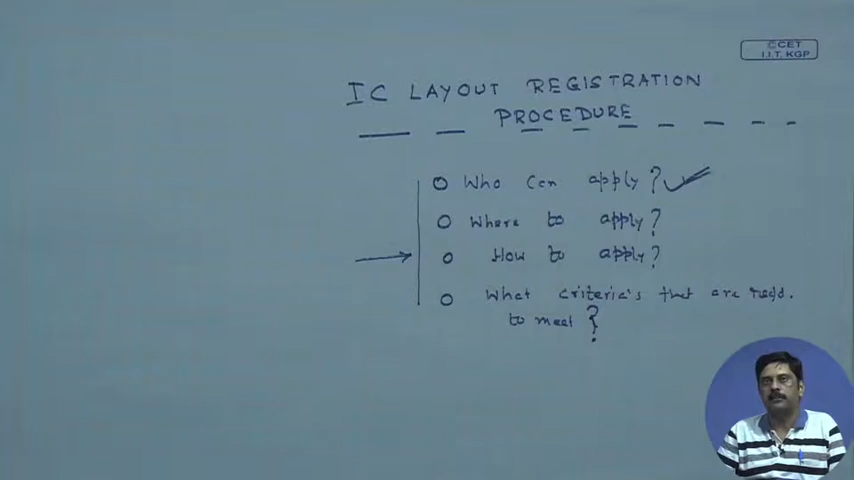 ©CET
I.I.T. KGP
IC LAYOUT REGISTRATION
PROCEDURE
Who can apply?
Where to apply?
How to apply?
What criteria's that are reqd.
to meet?